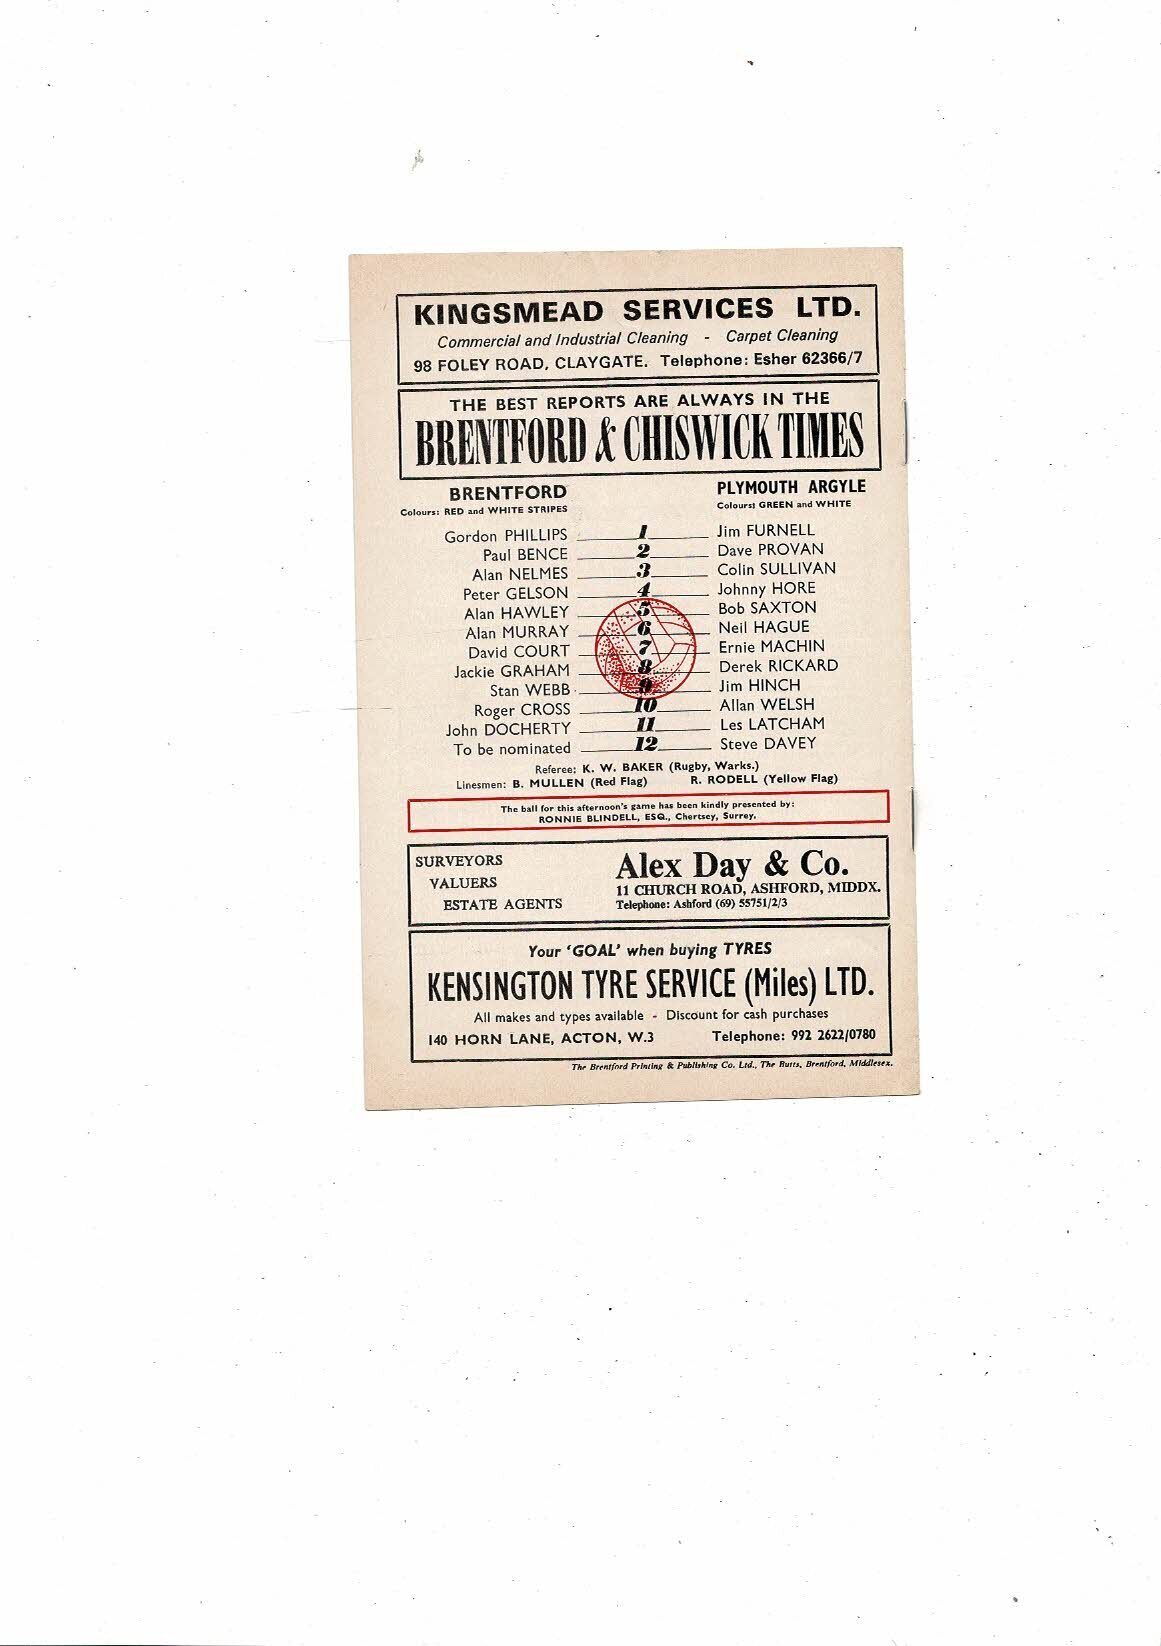 KINGSMEAD SERVICES LTD.
Commercial and Industrial Cleaning - Carpet Cleaning
98 FOLEY ROAD, CLAYGATE. Telephone: Esher 62366/7
THE BEST REPORTS ARE ALWAYS IN THE
BRENTFORD & CHISWICK TIMES
BRENTFORD PLYMOUTH ARGYLE
Colours: RED and WHITE STRIPES Colours: GREEN and WHITE
Gordon PHILLIPS 1 Jim FURNELL
Paul BENCE 2 Dave PROVAN
Alan NELMES 3 Colin SULLIVAN
Peter GELSON 4 Johnny HORE
Alan HAWLEY 5 Bob SAXTON
Alan MURRAY 6 Neil HAGUE
David COURT 7 Ernie MACHIN
Jackie GRAHAM 8 Derek RICKARD
Stan WEBB 9 Jim HINCH
Roger CROSS 10 Allan WELSH
John DOCHERTY 11 Les LATCHAM
To be nominated 12 Steve DAVEY
Referee: K. W. BAKER (Rugby, Warks.)
Linesmen: B. MULLEN (Red Flag) R. RODELL (Yellow Flag)
The ball for this afternoon's game has been kindly presented by:
RONNIE BLINDELL, ESQ., Chertsey, Surrey.
SURVEYORS
VALUERS
ESTATE AGENTS
Alex Day & Co.
11 CHURCH ROAD, ASHFORD, MIDDX.
Telephone: Ashford (69) 55751/2/3
Your 'GOAL' when buying TYRES
KENSINGTON TYRE SERVICE (Miles) LTD.
All makes and types available - Discount for cash purchases
140 HORN LANE, ACTON, W.3 Telephone: 992 2622/0780
The Brentford Printing & Publishing Co. Ltd., The Butts, Brentford, Middlesex.